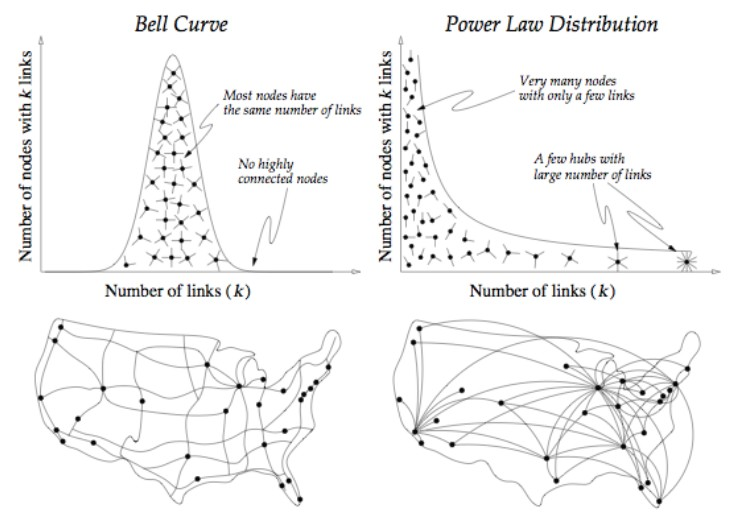 Bell Curve
Number of nodes with k links
Most nodes have
the same number of links
No highly
connected nodes
Number of links (k)
Power Law Distribution
Number of nodes with k links
Very many nodes
with only a few links
A few hubs with
large number of links
Number of links (k)